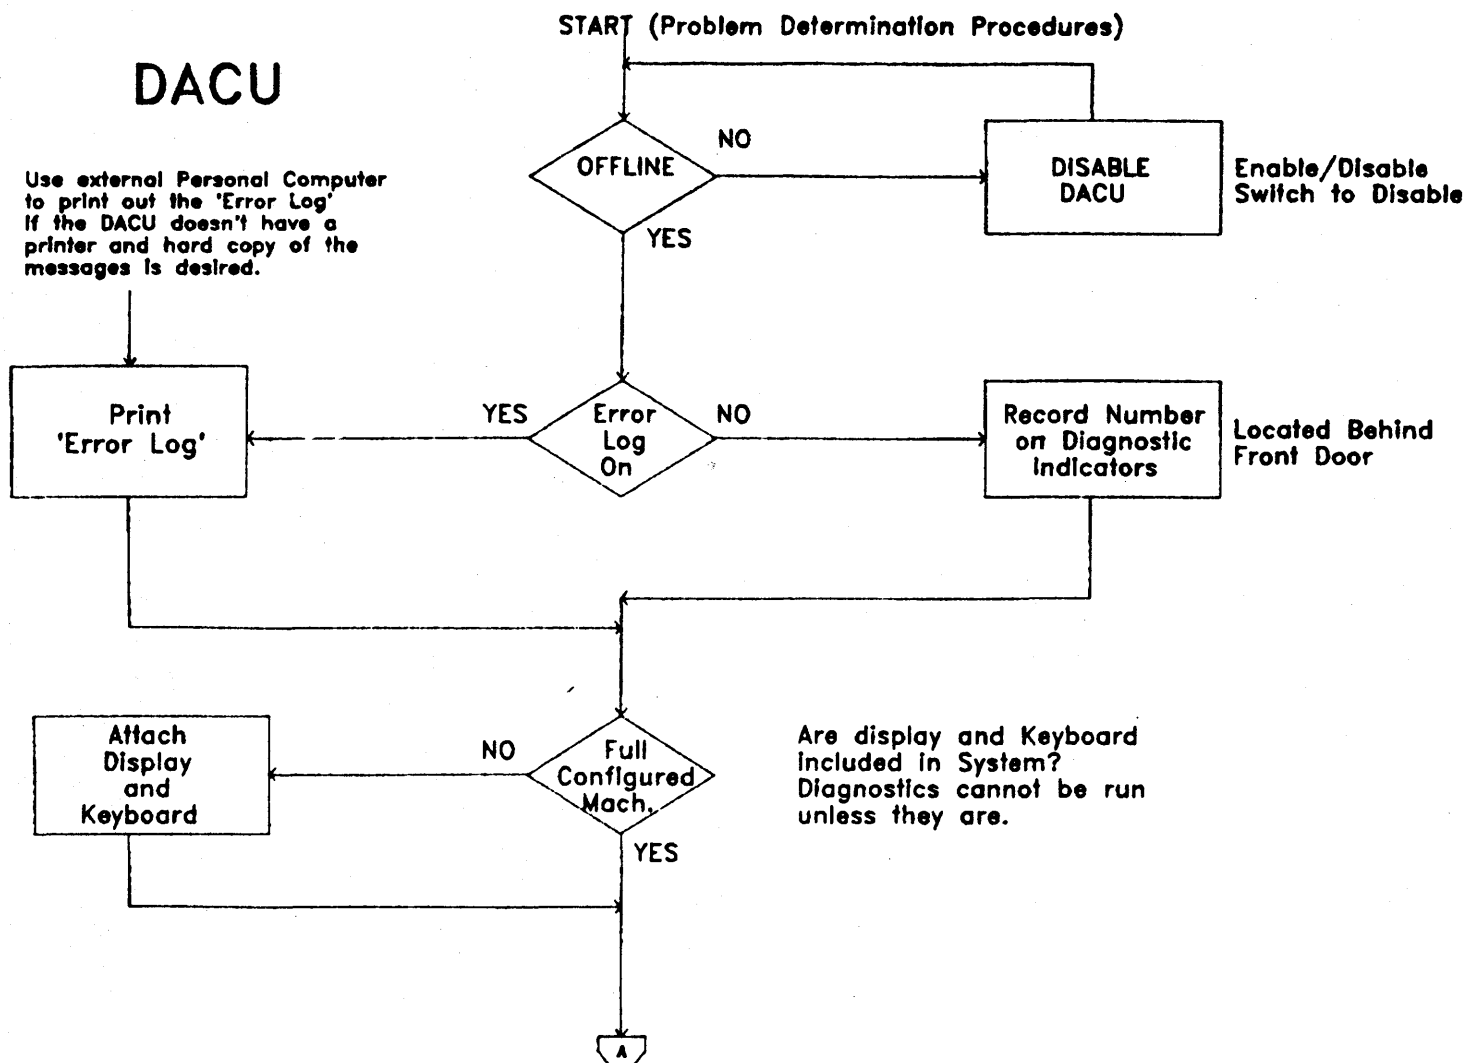 START (Problem Determination Procedures)
DACU
Use external Personal Computer
to print out the 'Error Log'
if the DACU doesn't have a
printer and hard copy of the
messages is desired.
OFFLINE
NO
YES
DISABLE
DACU
Enable/Disable
Switch to Disable
Print
'Error Log'
YES
Error
Log
On
NO
Record Number
on Diagnostic
Indicators
Located Behind
Front Door
Attach
Display
and
Keyboard
NO
Full
Configured
Mach.
YES
Are display and Keyboard
included in System?
Diagnostics cannot be run
unless they are.
A